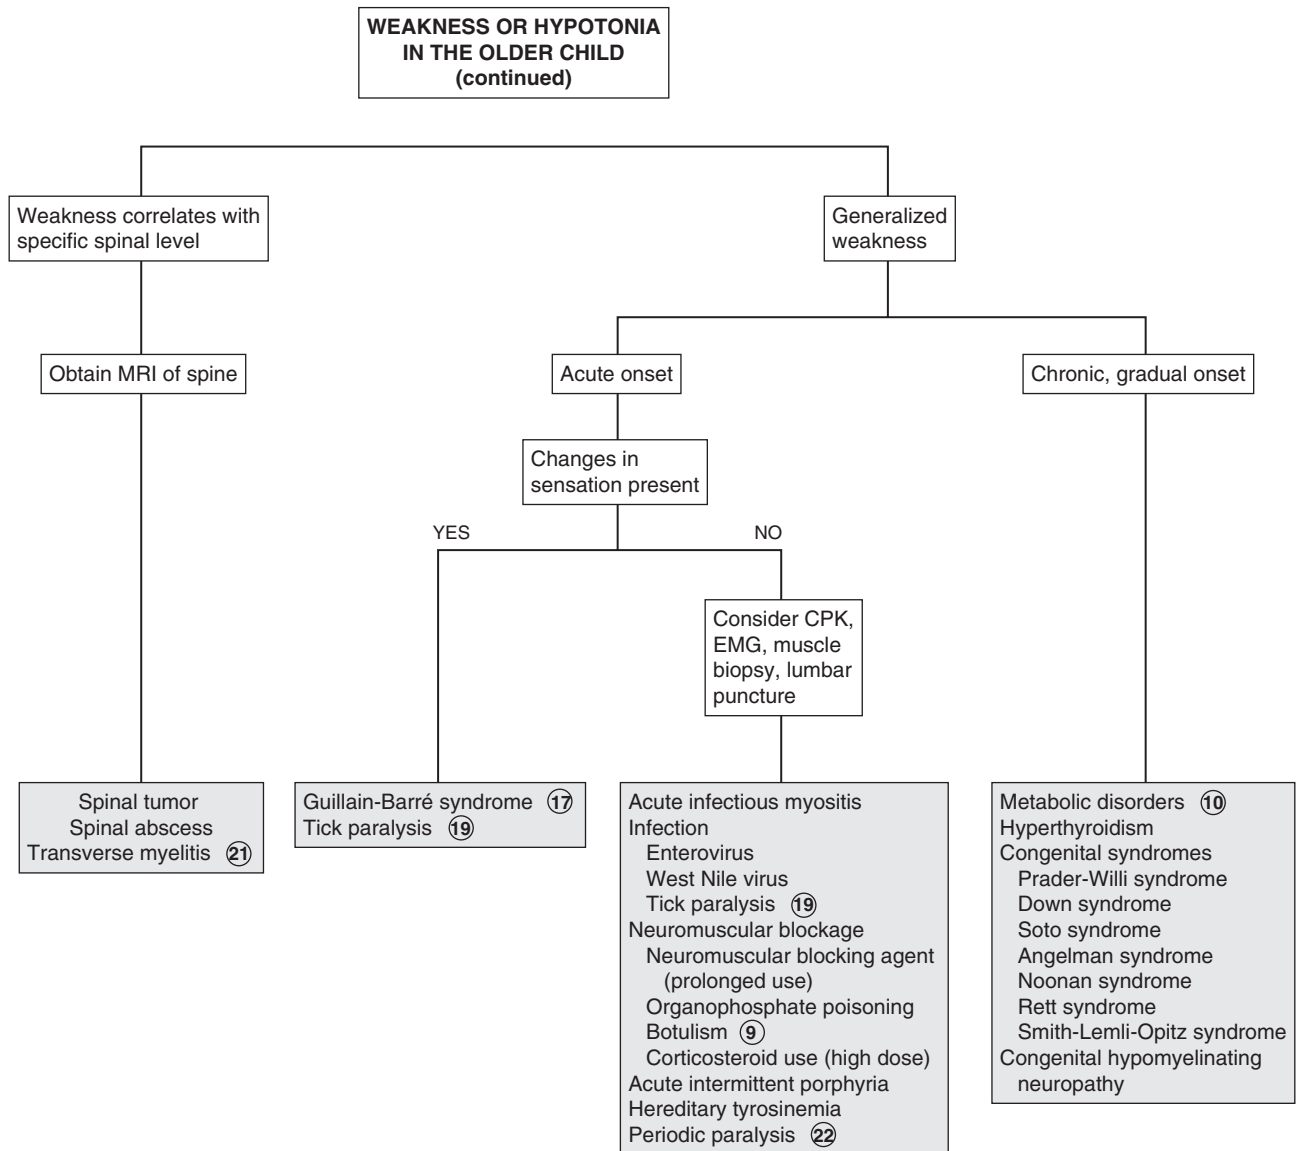 WEAKNESS OR HYPOTONIA
IN THE OLDER CHILD
(continued)
Weakness correlates with
specific spinal level
Generalized
weakness
Obtain MRI of spine
Acute onset
Chronic, gradual onset
Changes in
sensation present
YES
NO
Consider CPK,
EMG, muscle
biopsy, lumbar
puncture
Spinal tumor
Spinal abscess
Transverse myelitis 21
Guillain-Barré syndrome 17
Tick paralysis 19
Acute infectious myositis
Infection
Enterovirus
West Nile virus
Tick paralysis 19
Neuromuscular blockage
Neuromuscular blocking agent
(prolonged use)
Organophosphate poisoning
Botulism 9
Corticosteroid use (high dose)
Acute intermittent porphyria
Hereditary tyrosinemia
Periodic paralysis 22
Metabolic disorders 10
Hyperthyroidism
Congenital syndromes
Prader-Willi syndrome
Down syndrome
Soto syndrome
Angelman syndrome
Noonan syndrome
Rett syndrome
Smith-Lemli-Opitz syndrome
Congenital hypomyelinating
neuropathy